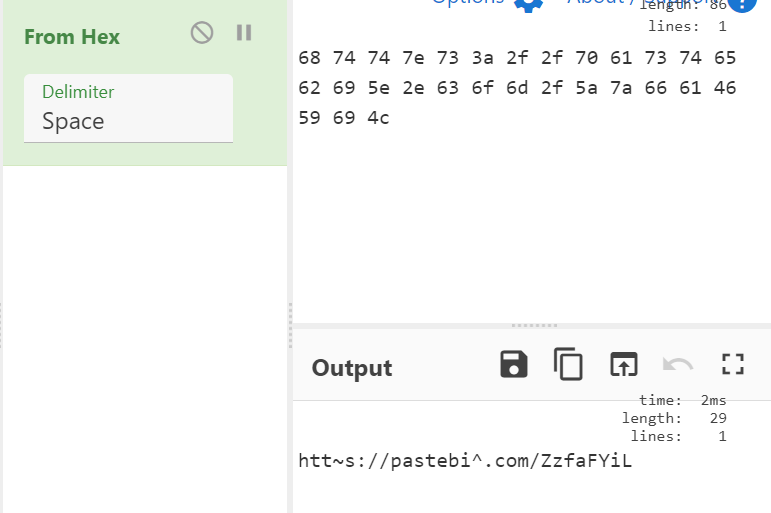 Options
length: 86
lines: 1
From Hex
Delimiter
Space
68 74 74 7e 73 3a 2f 2f 70 61 73 74 65
62 69 5e 2e 63 6f 6d 2f 5a 7a 66 61 46
59 69 4c
Output
time: 2ms
length: 29
lines: 1
htt~s://pastebi^.com/ZzfaFYiL